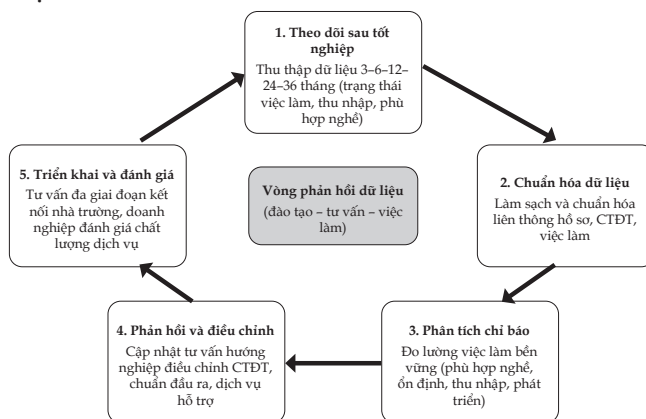 1. Theo dõi sau tốt
nghiệp
Thu thập dữ liệu 3–6–12–
24–36 tháng (trạng thái
việc làm, thu nhập, phù
hợp nghề)
2. Chuẩn hóa dữ liệu
Làm sạch và chuẩn hóa
liên thông hồ sơ, CTĐT,
việc làm
3. Phân tích chỉ báo
Đo lường việc làm bền
vững (phù hợp nghề,
ổn định, thu nhập, phát
triển)
4. Phản hồi và điều chỉnh
Cập nhật tư vấn hướng
nghiệp điều chỉnh CTĐT,
chuẩn đầu ra, dịch vụ
hỗ trợ
5. Triển khai và đánh giá
Tư vấn đa giai đoạn kết
nối nhà trường, doanh
nghiệp đánh giá chất
lượng dịch vụ
Vòng phản hồi dữ liệu
(đào tạo – tư vấn – việc
làm)